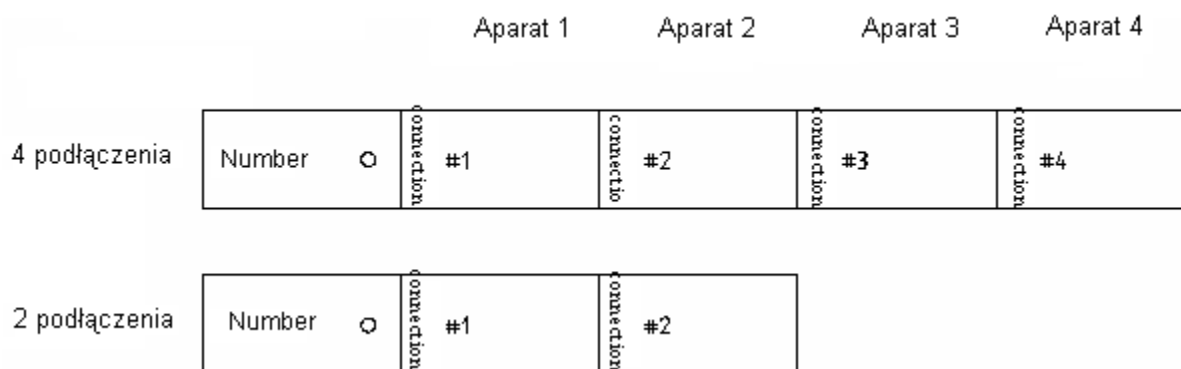 Aparat 1 Aparat 2 Aparat 3 Aparat 4
4 podłączenia Number connection #1 connectio #2 connection #3 connection #4
2 podłączenia Number connection #1 connection #2